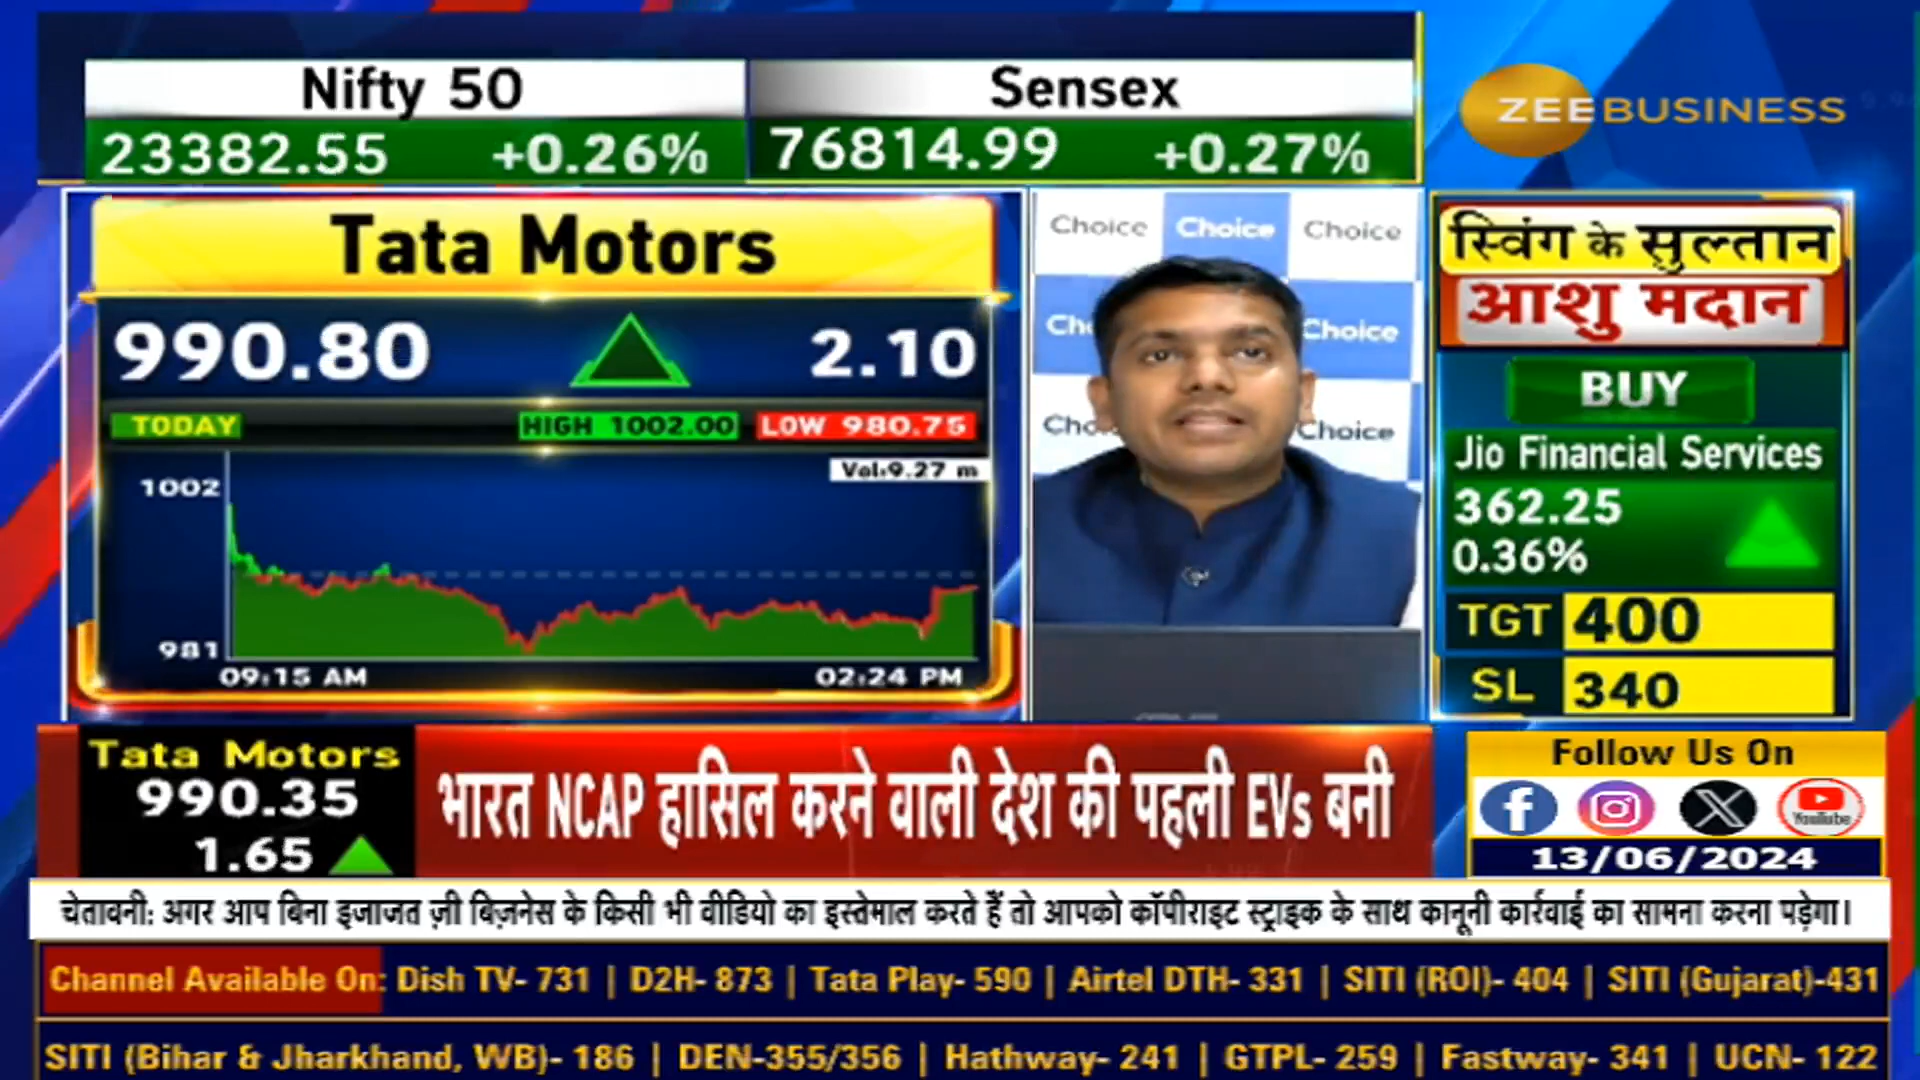 Nifty 50
23382.55 +0.26%
Sensex
76814.99 +0.27%
ZEE BUSINESS
Tata Motors
990.80 2.10
TODAY HIGH 1002.00 LOW 980.75
Vol:9.27 m
1002
981
09:15 AM 02:24 PM
Choice Choice Choice
Choice
Choice
स्विंग के सुल्तान
आशु मदान
BUY
Jio Financial Services
362.25
0.36%
TGT 400
SL 340
Tata Motors
990.35
1.65
भारत NCAP हासिल करने वाली देश की पहली EVs बनी
Follow Us On
YouTube
13/06/2024
चेतावनी: अगर आप बिना इजाजत ज़ी बिज़नेस के किसी भी वीडियो का इस्तेमाल करते हैं तो आपको कॉपीराइट स्ट्राइक के साथ कानूनी कार्रवाई का सामना करना पड़ेगा।
Channel Available On: Dish TV- 731 | D2H- 873 | Tata Play- 590 | Airtel DTH- 331 | SITI (ROI)- 404 | SITI (Gujarat)-431
SITI (Bihar & Jharkhand, WB)- 186 | DEN-355/356 | Hathway- 241 | GTPL- 259 | Fastway- 341 | UCN- 122